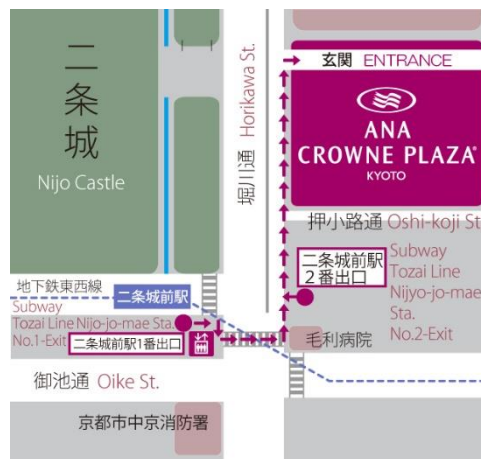 二条城
Nijo Castle
堀川通 Horikawa St.
玄関 ENTRANCE
ANA
CROWNE PLAZA
KYOTO
押小路通 Oshi-koji St
二条城前駅
2番出口
Subway
Tozai Line
Nijyo-jo-mae
Sta.
No.2-Exit
地下鉄東西線
二条城前駅
Subway
Tozai Line Nijo-jo-mae Sta.
No.1-Exit
二条城前駅1番出口
毛利病院
御池通 Oike St.
京都市中京消防署